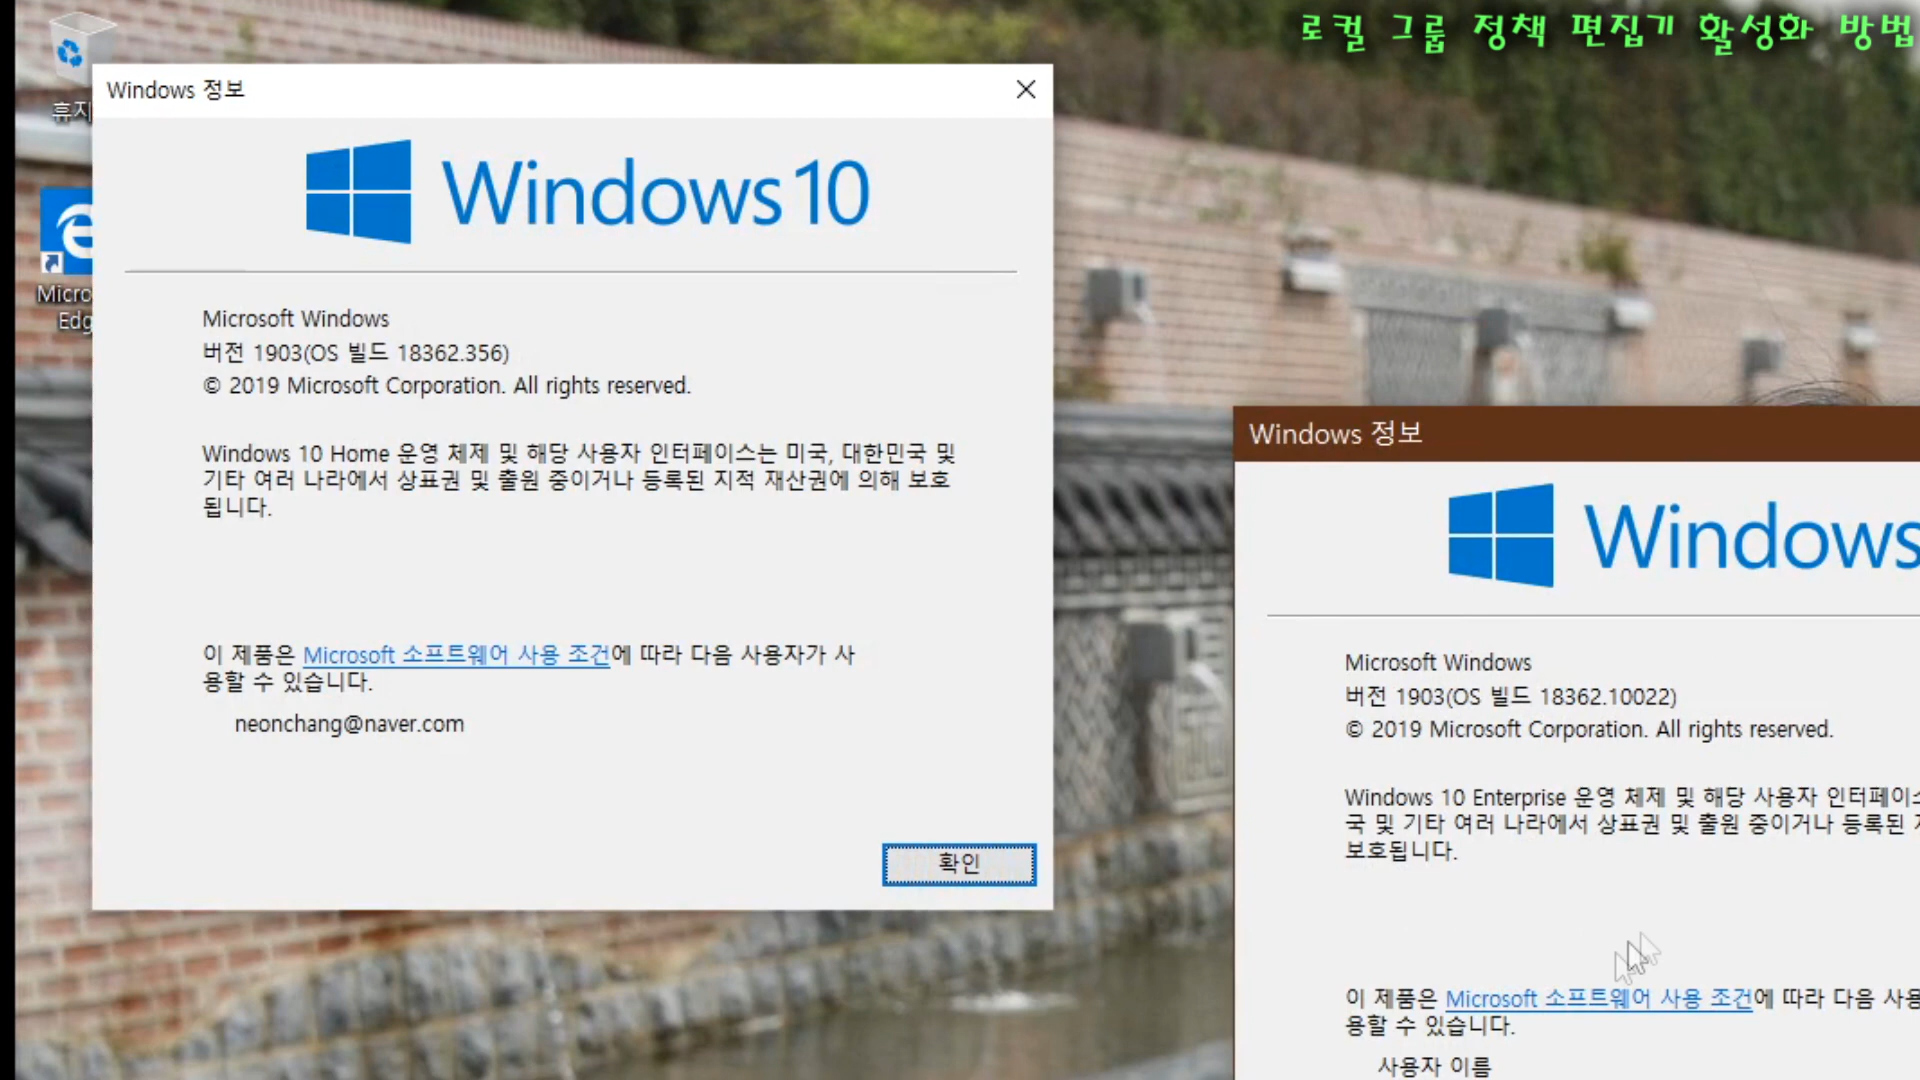 로컬 그룹 정책 편집기 활성화 방법
휴지
Micro
Edg
Windows 정보
Windows 10
Microsoft Windows
버전 1903(OS 빌드 18362.356)
© 2019 Microsoft Corporation. All rights reserved.
Windows 10 Home 운영 체제 및 해당 사용자 인터페이스는 미국, 대한민국 및
기타 여러 나라에서 상표권 및 출원 중이거나 등록된 지적 재산권에 의해 보호
됩니다.
이 제품은 Microsoft 소프트웨어 사용 조건에 따라 다음 사용자가 사
용할 수 있습니다.
neonchang@naver.com
확인
Windows 정보
Windows
Microsoft Windows
버전 1903(OS 빌드 18362.10022)
© 2019 Microsoft Corporation. All rights reserved.
Windows 10 Enterprise 운영 체제 및 해당 사용자 인터페이
국 및 기타 여러 나라에서 상표권 및 출원 중이거나 등록된
보호됩니다.
이 제품은 Microsoft 소프트웨어 사용 조건에 따라 다음 사용
용할 수 있습니다.
사용자 이름